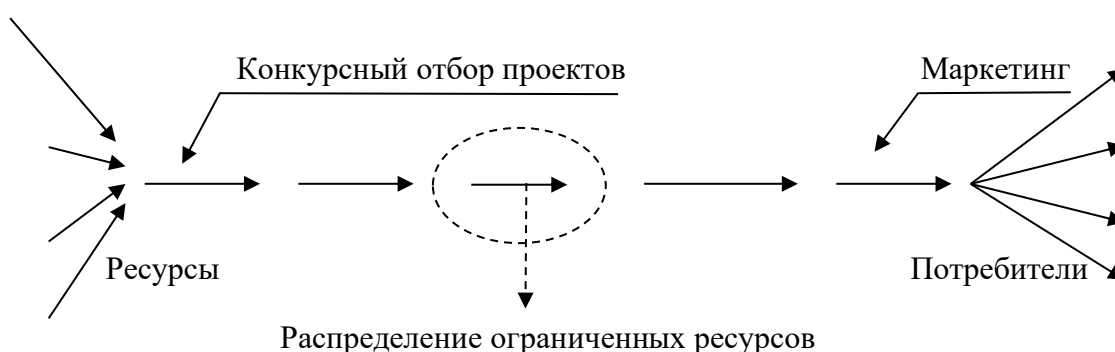 Конкурсный отбор проектов
Маркетинг
Ресурсы
Потребители
Распределение ограниченных ресурсов